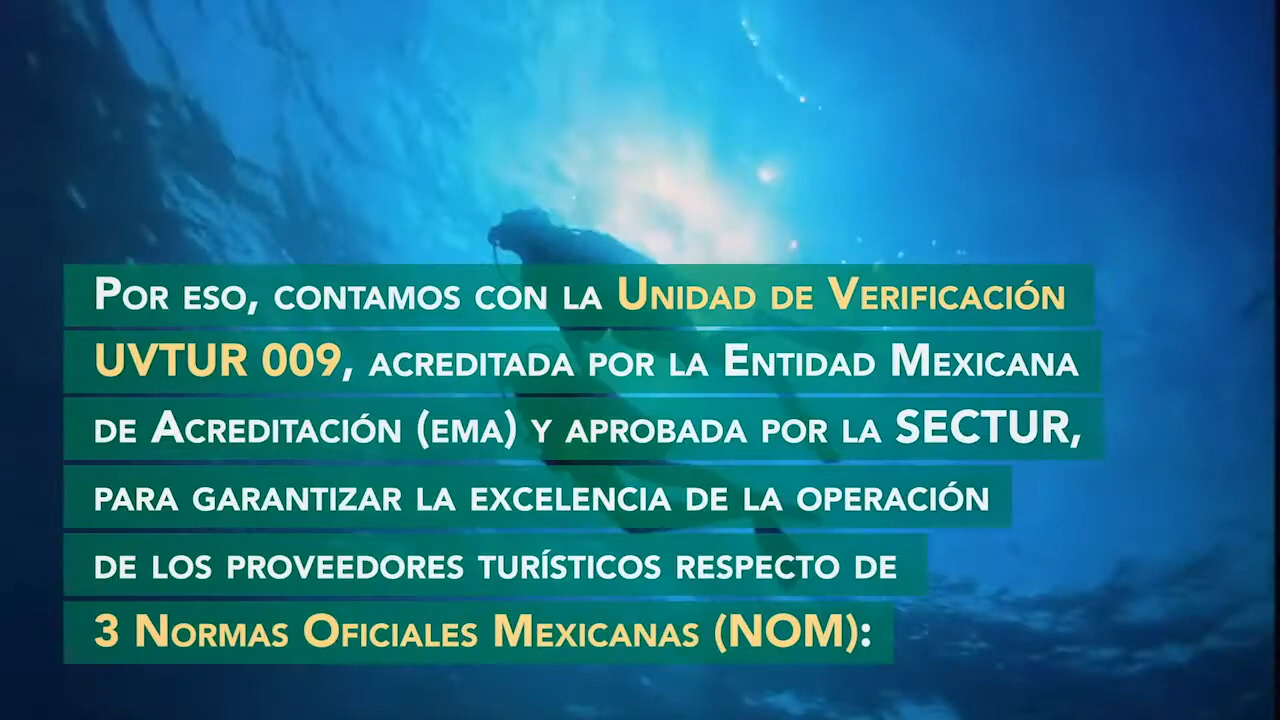 Por eso, contamos con la Unidad de Verificación
UVTUR 009, acreditada por la Entidad Mexicana
de Acreditación (ema) y aprobada por la SECTUR,
para garantizar la excelencia de la operación
de los proveedores turísticos respecto de
3 Normas Oficiales Mexicanas (NOM):